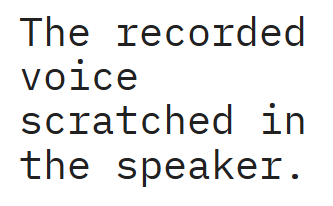 The recorded
voice
scratched in
the speaker.